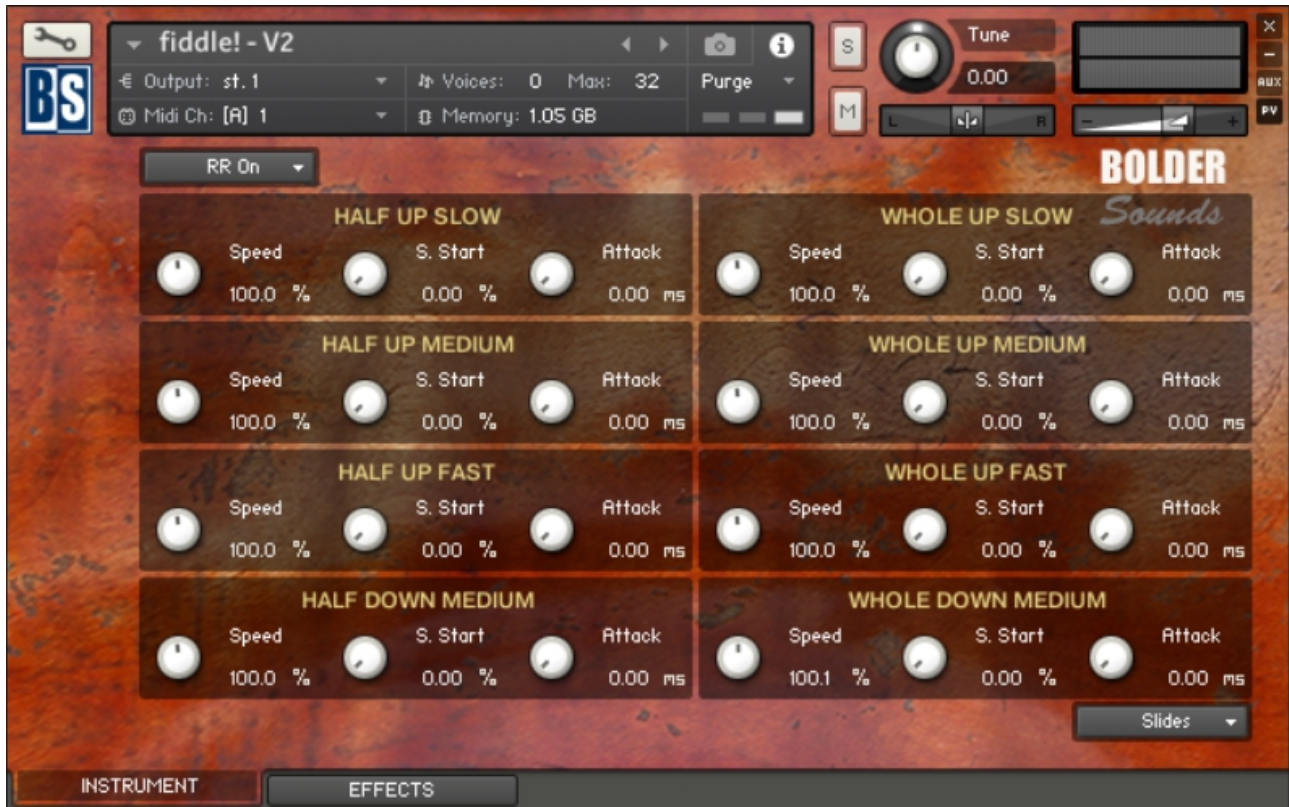 fiddle! - V2
Output: st. 1
Voices: 0 Max: 32
Purge
Midi Ch: [A] 1
Memory: 1.05 GB
S
M
Tune
0.00
L
R
-
+
×
-
AUX
PV
BS
RR On
BOLDER
Sounds
HALF UP SLOW
Speed S. Start Attack
100.0 % 0.00 % 0.00 ms
WHOLE UP SLOW
Speed S. Start Attack
100.0 % 0.00 % 0.00 ms
HALF UP MEDIUM
Speed S. Start Attack
100.0 % 0.00 % 0.00 ms
WHOLE UP MEDIUM
Speed S. Start Attack
100.0 % 0.00 % 0.00 ms
HALF UP FAST
Speed S. Start Attack
100.0 % 0.00 % 0.00 ms
WHOLE UP FAST
Speed S. Start Attack
100.0 % 0.00 % 0.00 ms
HALF DOWN MEDIUM
Speed S. Start Attack
100.0 % 0.00 % 0.00 ms
WHOLE DOWN MEDIUM
Speed S. Start Attack
100.1 % 0.00 % 0.00 ms
Slides
INSTRUMENT
EFFECTS